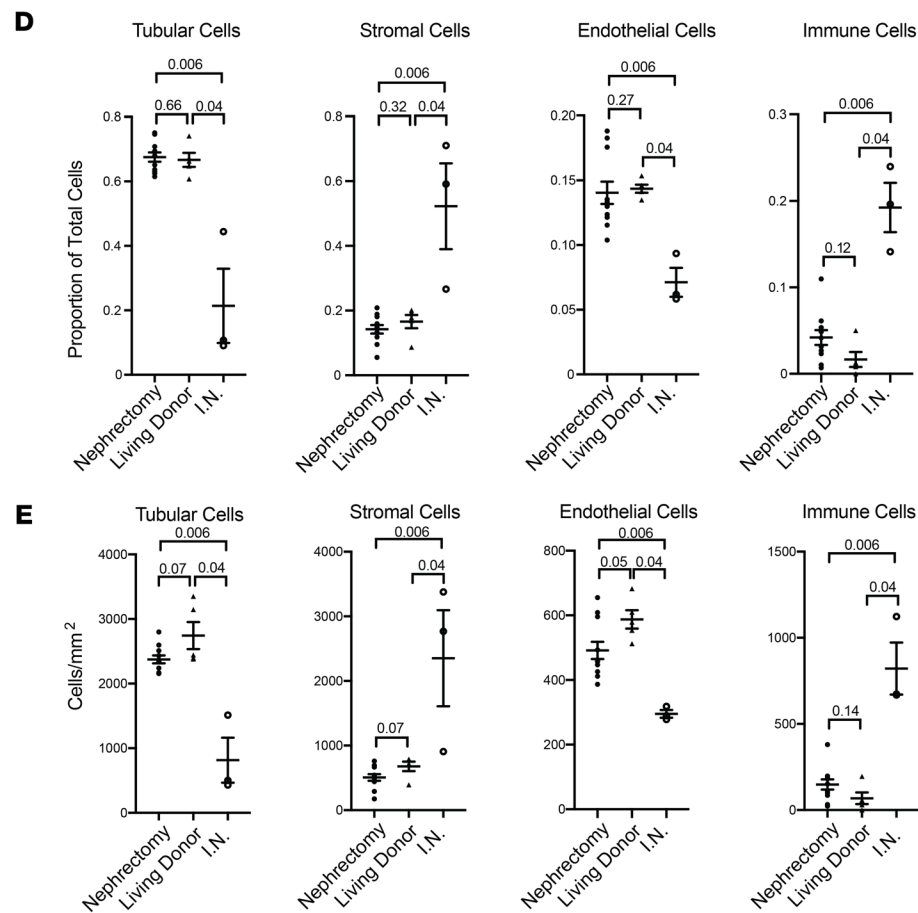 D
Tubular Cells
Stromal Cells
Endothelial Cells
Immune Cells
Proportion of Total Cells
0.8
0.6
0.4
0.2
0
0.006
0.66
0.04
Nephrectomy
Living Donor
I.N.
0.8
0.6
0.4
0.2
0
0.006
0.32
0.04
Nephrectomy
Living Donor
I.N.
0.20
0.15
0.10
0.05
0
0.006
0.27
0.04
Nephrectomy
Living Donor
I.N.
0.3
0.2
0.1
0
0.006
0.04
0.12
Nephrectomy
Living Donor
I.N.
E
Tubular Cells
Stromal Cells
Endothelial Cells
Immune Cells
Cells/mm²
4000
3000
2000
1000
0
0.006
0.07
0.04
Nephrectomy
Living Donor
I.N.
4000
3000
2000
1000
0
0.006
0.04
0.07
Nephrectomy
Living Donor
I.N.
800
600
400
200
0
0.006
0.05
0.04
Nephrectomy
Living Donor
I.N.
1500
1000
500
0
0.006
0.04
0.14
Nephrectomy
Living Donor
I.N.